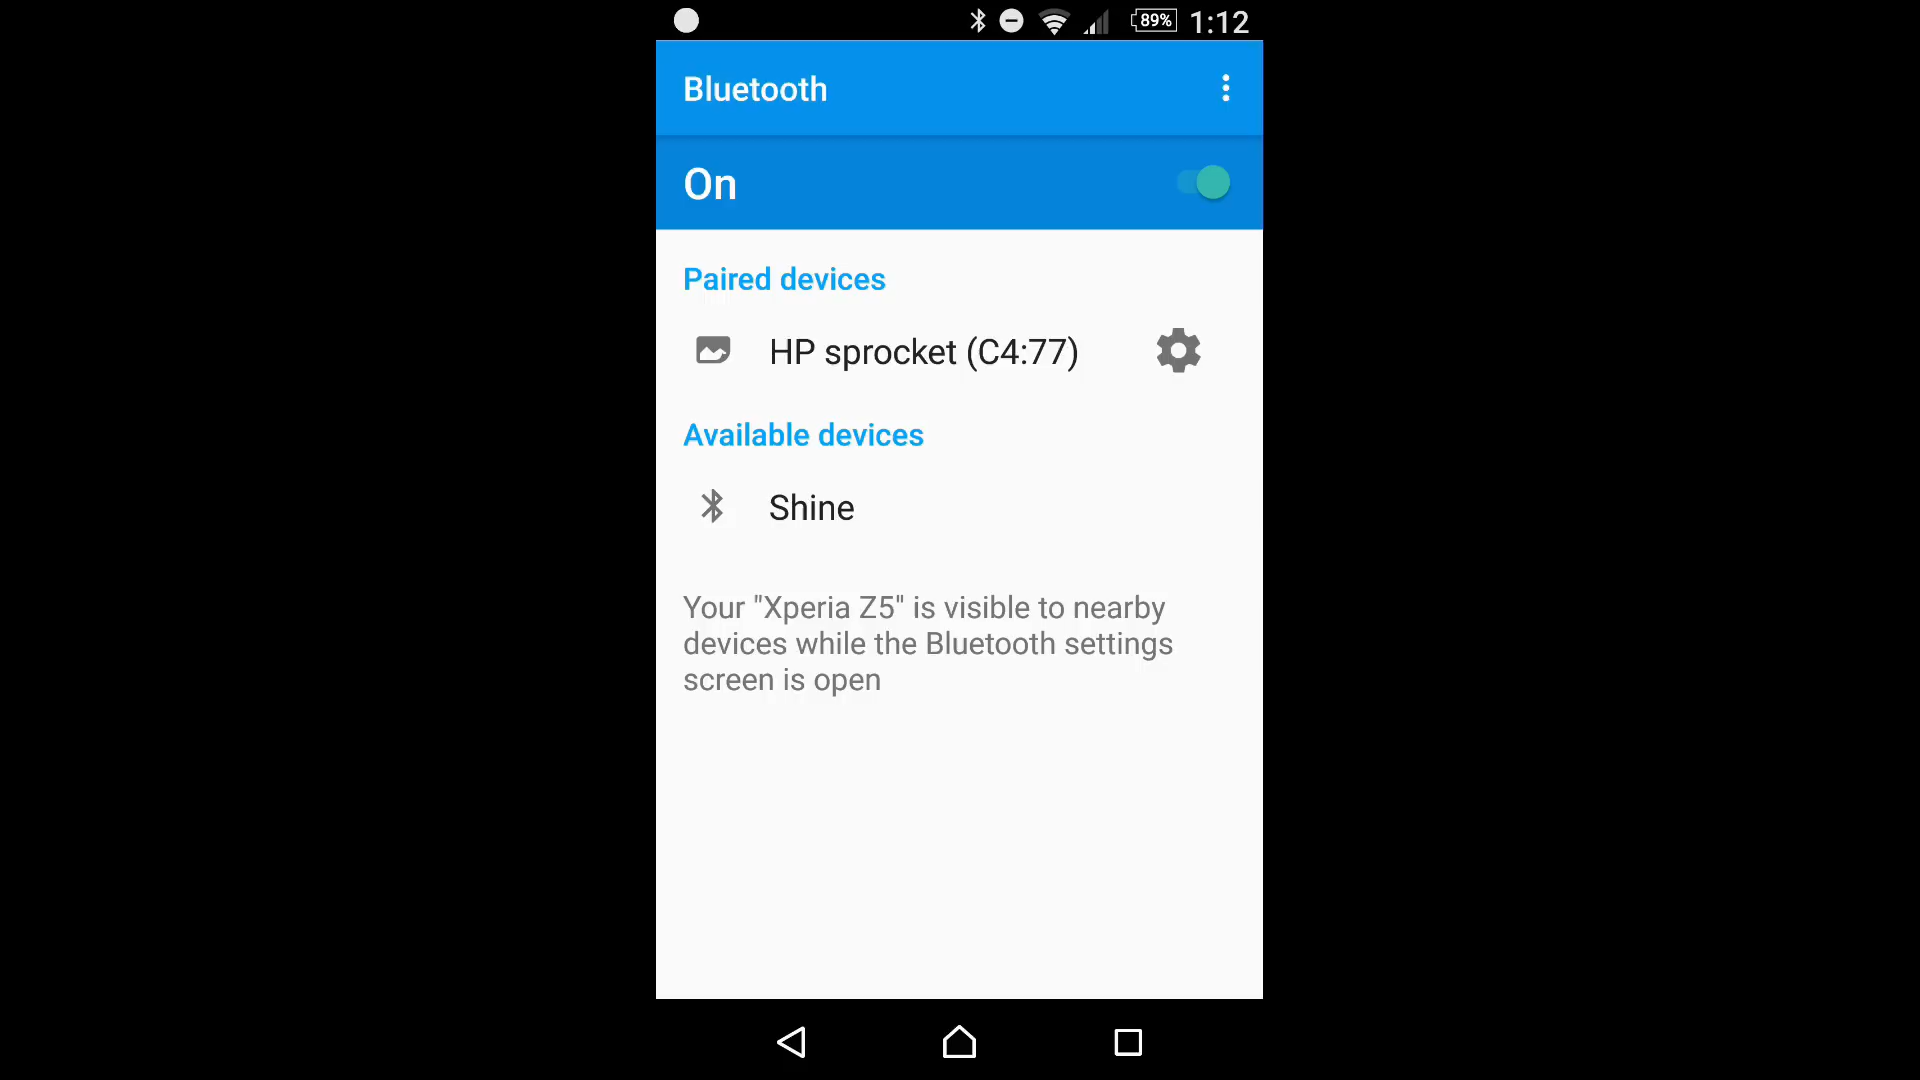 89% 1:12
Bluetooth
On
Paired devices
HP sprocket (C4:77)
Available devices
Shine
Your "Xperia Z5" is visible to nearby
devices while the Bluetooth settings
screen is open